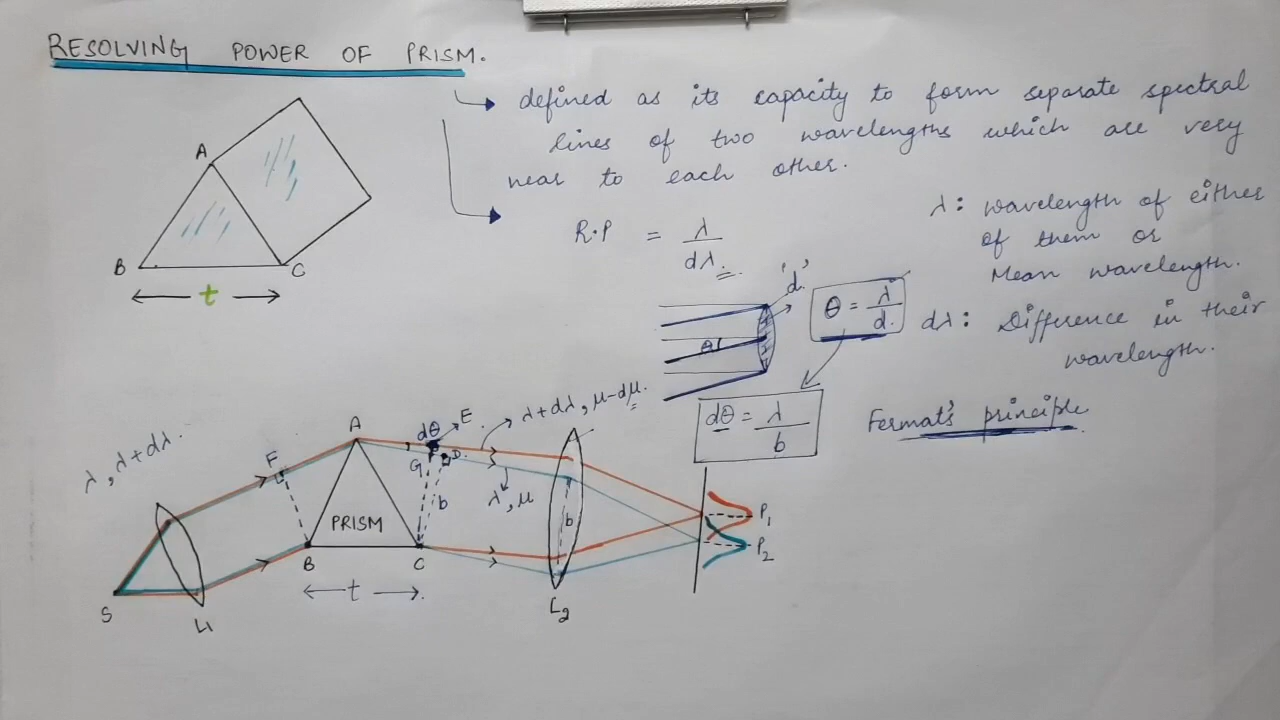 RESOLVING POWER OF PRISM.
defined as its capacity to form separate spectral
lines of two wavelengths which are very
near to each other.
R.P = λ/dλ.
λ: wavelength of either
of them or
Mean wavelength.
dλ: Difference in their
wavelength.
A
B
C
t
'd'
θ
θ = λ/d.
dθ = λ/b
Fermat's principle
λ, λ+dλ.
F
A
dθ
E.
λ+dλ, μ-dμ.
G
D.
λ, μ
b
b
PRISM
B
C
t
S
L1
L2
P1
P2